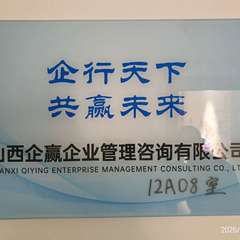 企行天下
共赢未来
山西企赢企业管理咨询有限公司
ANXI QIYING ENTERPRISE MANAGEMENT CONSULTING CO., LT
12A08室